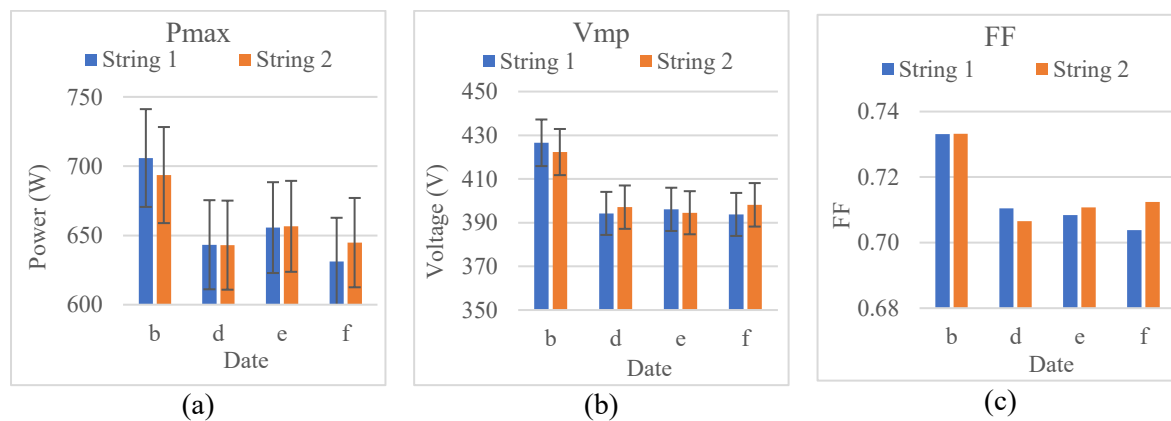 Pmax
String 1 String 2
750
700
650
600
Power (W)
b d e f
Date
(a)
Vmp
String 1 String 2
450
430
410
390
370
350
Voltage (V)
b d e f
Date
(b)
FF
String 1 String 2
0.74
0.72
0.70
0.68
FF
b d e f
Date
(c)